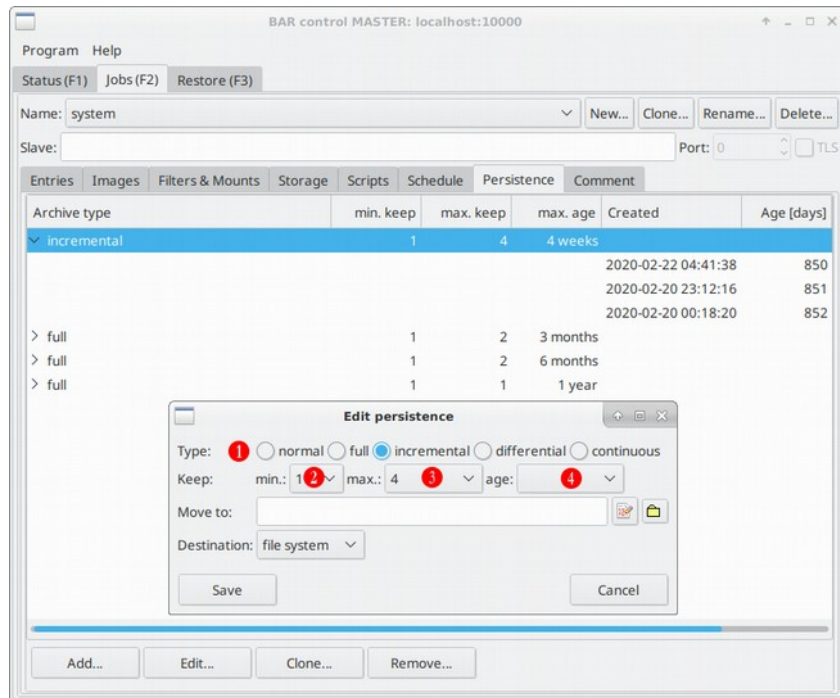 BAR control MASTER: localhost:10000
Program Help
Status (F1) Jobs (F2) Restore (F3)
Name: system New... Clone... Rename... Delete...
Slave: Port: 0 TLS
Entries Images Filters & Mounts Storage Scripts Schedule Persistence Comment
Archive type min. keep max. keep max. age Created Age [days]
incremental 1 4 4 weeks
2020-02-22 04:41:38 850
2020-02-20 23:12:16 851
2020-02-20 00:18:20 852
full 1 2 3 months
full 1 2 6 months
full 1 1 1 year
Edit persistence
Type: 1 normal full incremental differential continuous
Keep: min.: 1 2 max.: 4 3 age: 4
Move to:
Destination: file system
Save Cancel
Add... Edit... Clone... Remove...